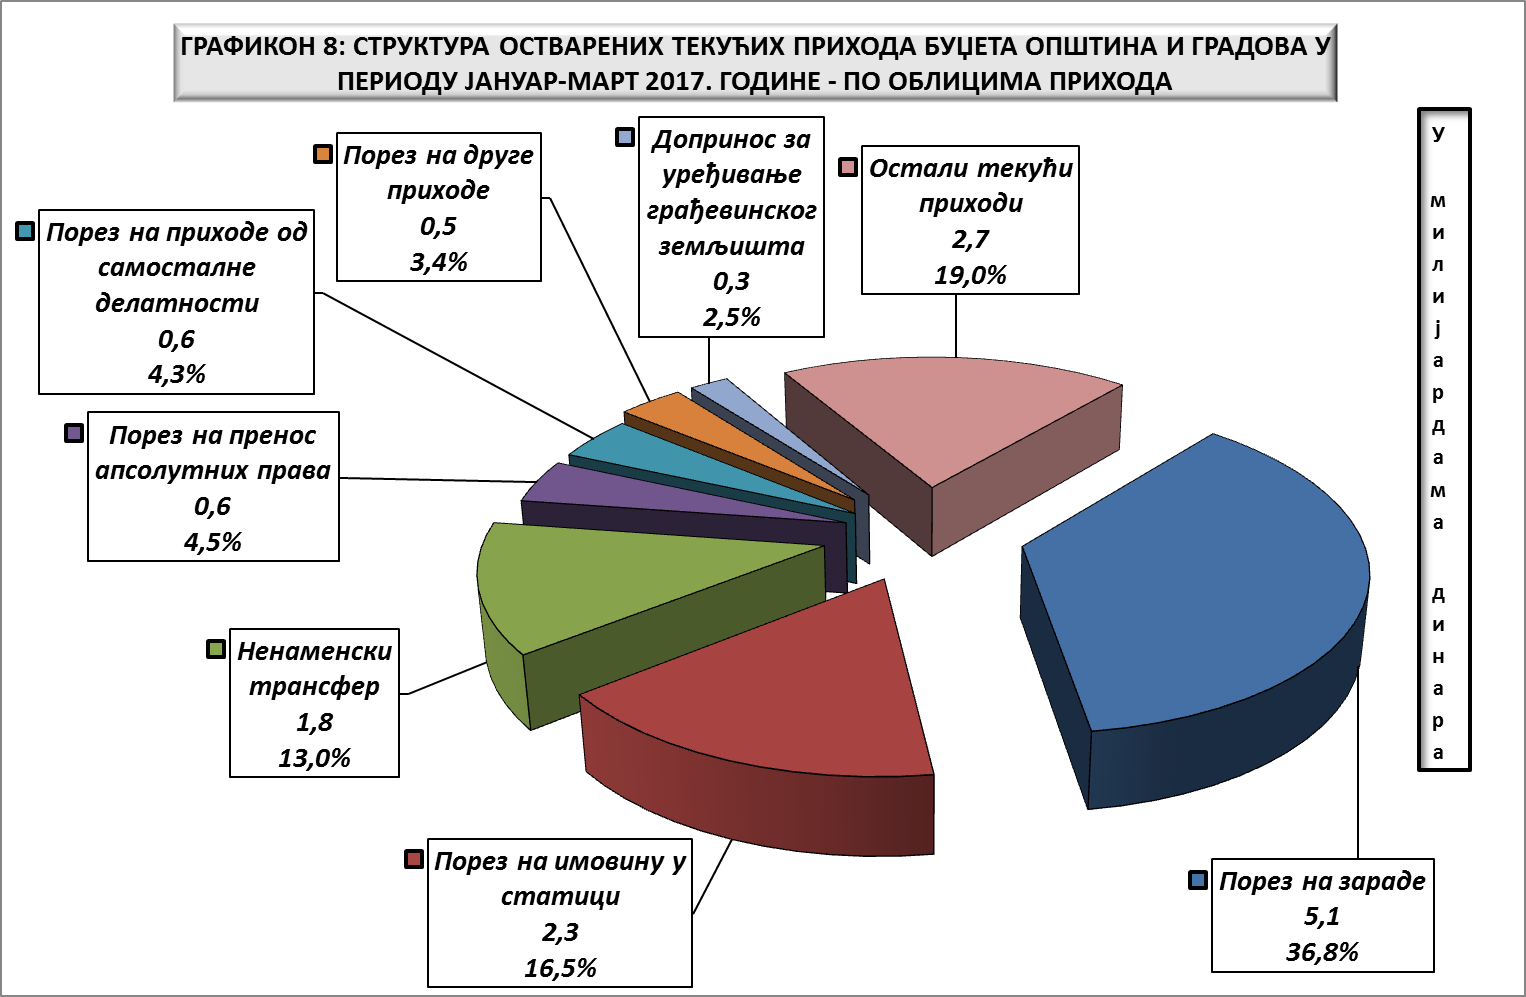 ГРАФИКОН 8: СТРУКТУРА ОСТВАРЕНИХ ТЕКУЋИХ ПРИХОДА БУЏЕТА ОПШТИНА И ГРАДОВА У
ПЕРИОДУ ЈАНУАР-МАРТ 2017. ГОДИНЕ - ПО ОБЛИЦИМА ПРИХОДА
Порез на друге
приходе
0,5
3,4%
Допринос за
уређивање
грађевинског
земљишта
0,3
2,5%
Остали текући
приходи
2,7
19,0%
У милијардама динара
Порез на приходе од
самосталне
делатности
0,6
4,3%
Порез на пренос
апсолутних права
0,6
4,5%
Ненаменски
трансфер
1,8
13,0%
Порез на имовину у
статици
2,3
16,5%
Порез на зараде
5,1
36,8%